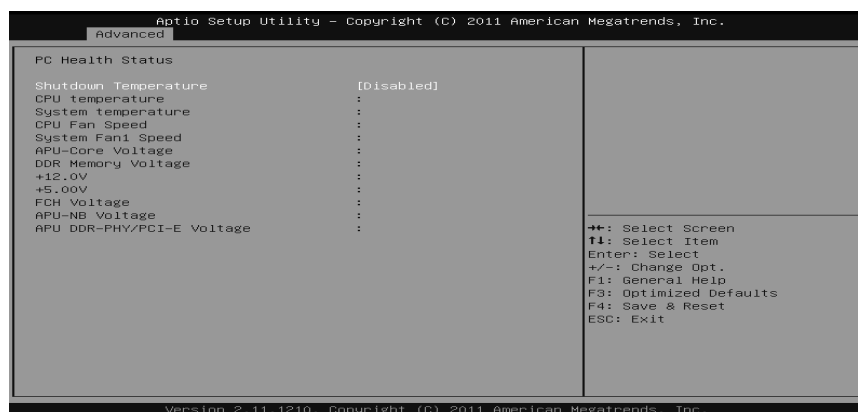 Aptio Setup Utility – Copyright (C) 2011 American Megatrends, Inc.
Advanced
PC Health Status
Shutdown Temperature [Disabled]
CPU temperature :
System temperature :
CPU Fan Speed :
System Fan1 Speed :
APU-Core Voltage :
DDR Memory Voltage :
+12.0V :
+5.00V :
FCH Voltage :
APU-NB Voltage :
APU DDR-PHY/PCI-E Voltage :
→←: Select Screen
↑↓: Select Item
Enter: Select
+/-: Change Opt.
F1: General Help
F3: Optimized Defaults
F4: Save & Reset
ESC: Exit
Version 2.11.1210. Copyright (C) 2011 American Megatrends, Inc.